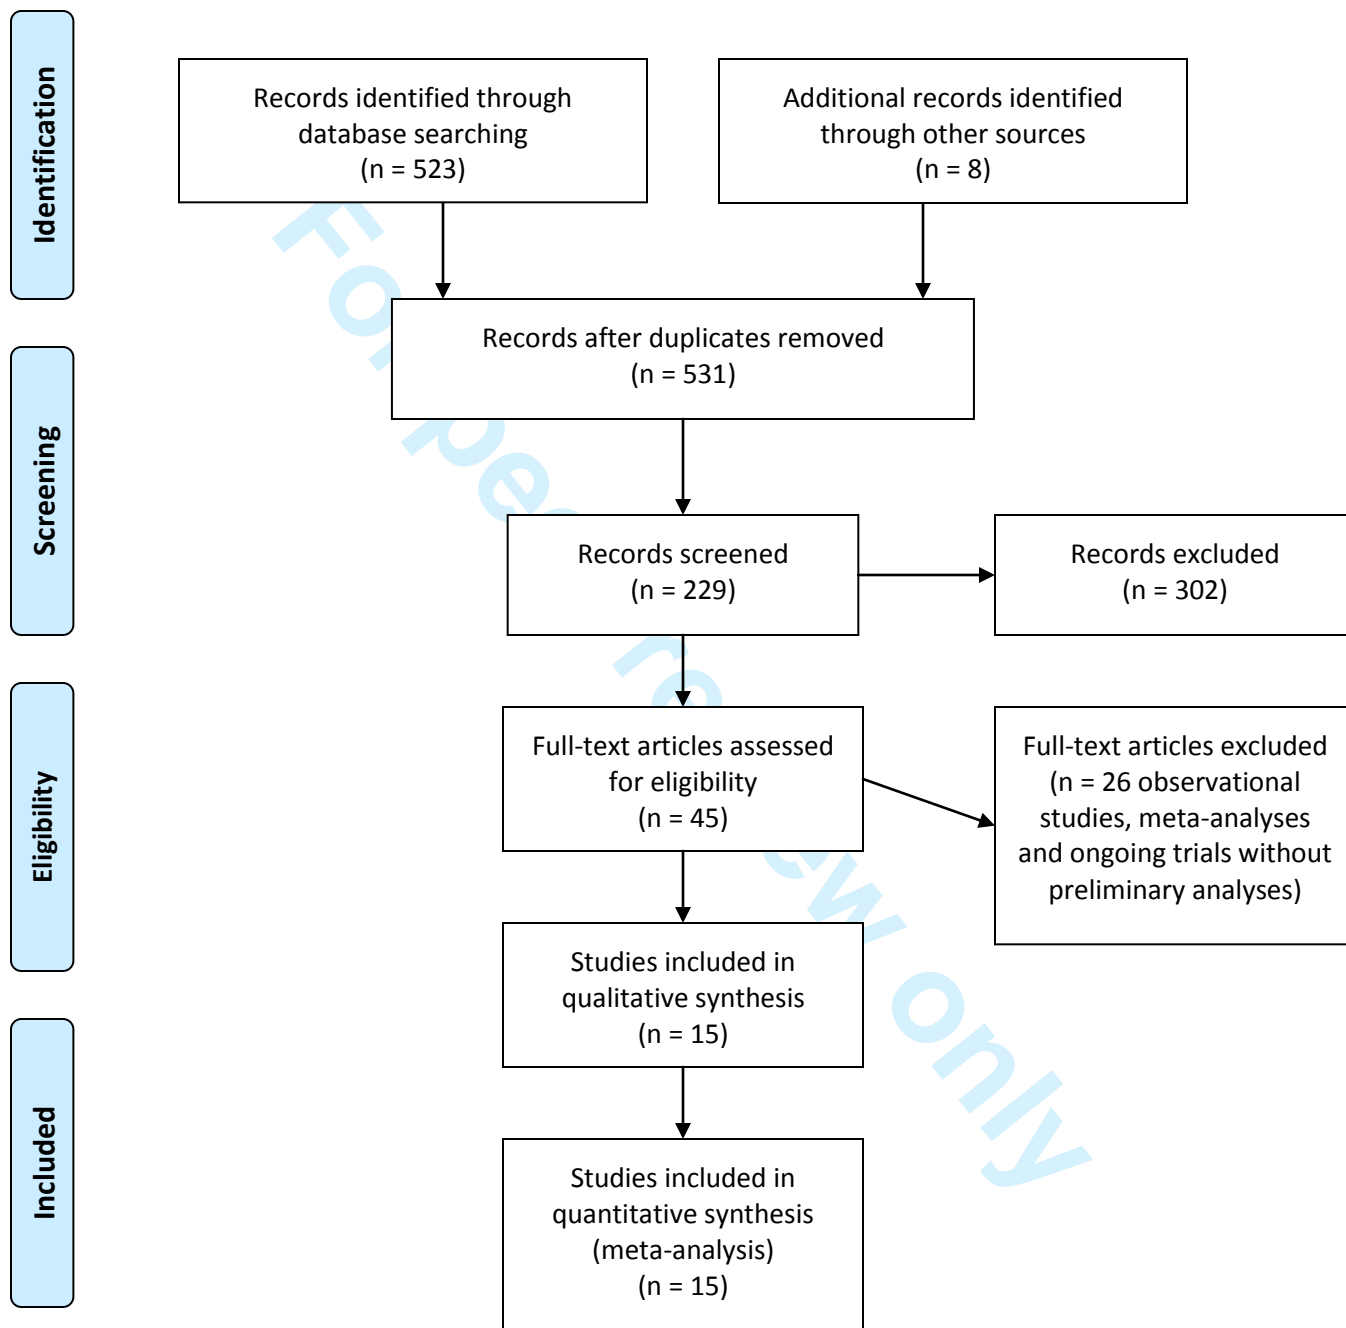 Identification
Records identified through
database searching
(n = 523)
Additional records identified
through other sources
(n = 8)
Records after duplicates removed
(n = 531)
Screening
Records screened
(n = 229)
Records excluded
(n = 302)
Eligibility
Full-text articles assessed
for eligibility
(n = 45)
Full-text articles excluded
(n = 26 observational
studies, meta-analyses
and ongoing trials without
preliminary analyses)
Studies included in
qualitative synthesis
(n = 15)
Included
Studies included in
quantitative synthesis
(meta-analysis)
(n = 15)
For peer review only